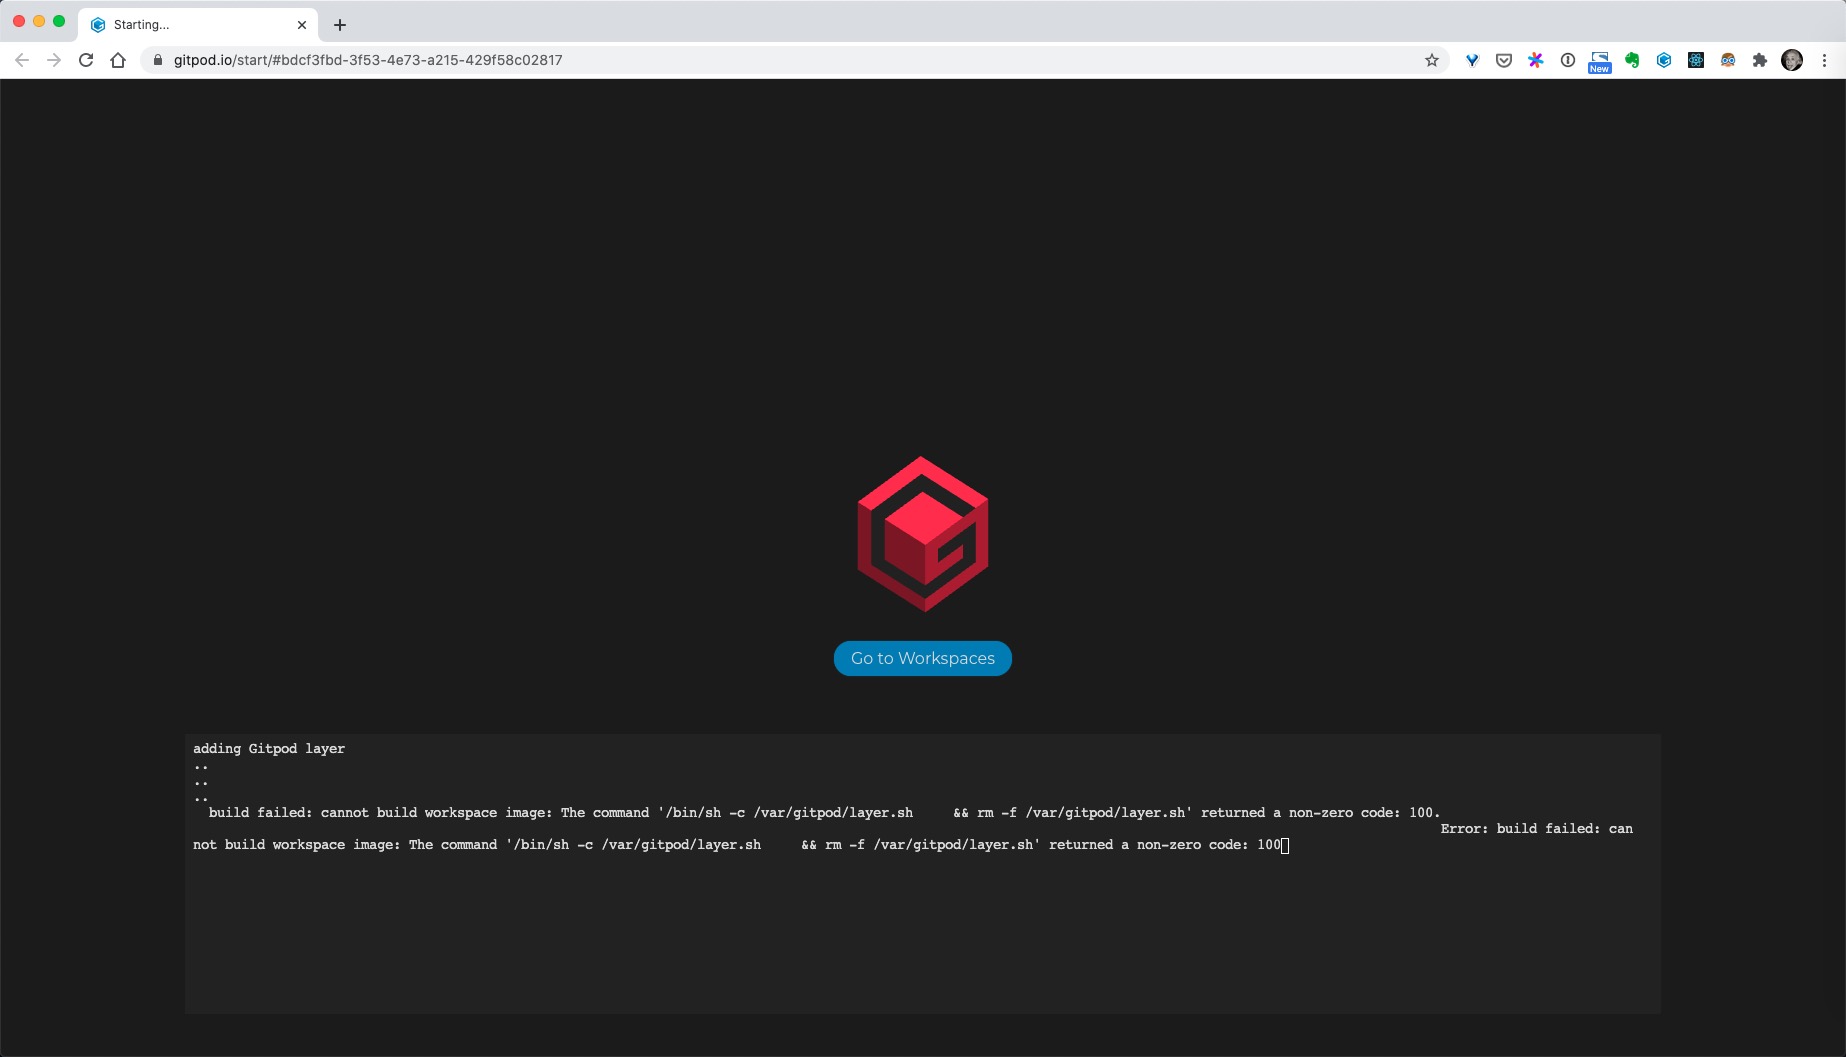 Starting...
gitpod.io/start/#bdcf3fbd-3f53-4e73-a215-429f58c02817
New
Go to Workspaces
adding Gitpod layer
..
..
..
build failed: cannot build workspace image: The command '/bin/sh -c /var/gitpod/layer.sh     && rm -f /var/gitpod/layer.sh' returned a non-zero code: 100.
Error: build failed: can
not build workspace image: The command '/bin/sh -c /var/gitpod/layer.sh     && rm -f /var/gitpod/layer.sh' returned a non-zero code: 100